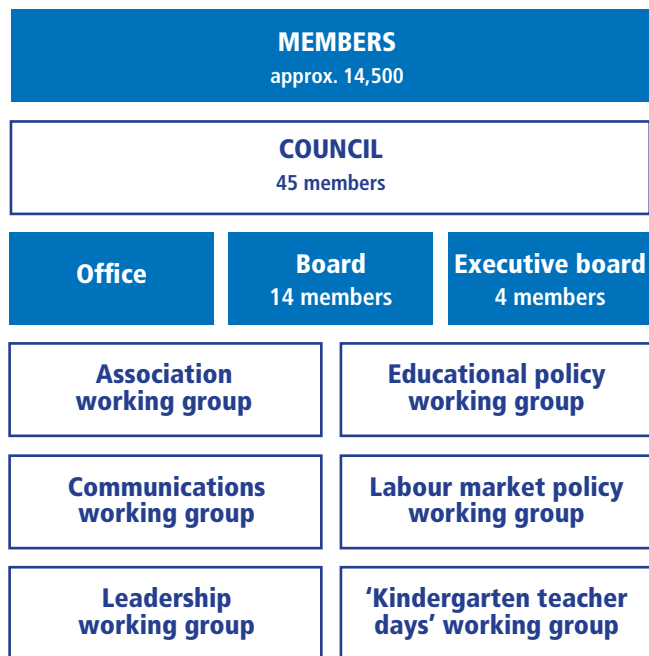 MEMBERS
approx. 14,500
COUNCIL
45 members
Office
Board
14 members
Executive board
4 members
Association
working group
Educational policy
working group
Communications
working group
Labour market policy
working group
Leadership
working group
‘Kindergarten teacher
days’ working group